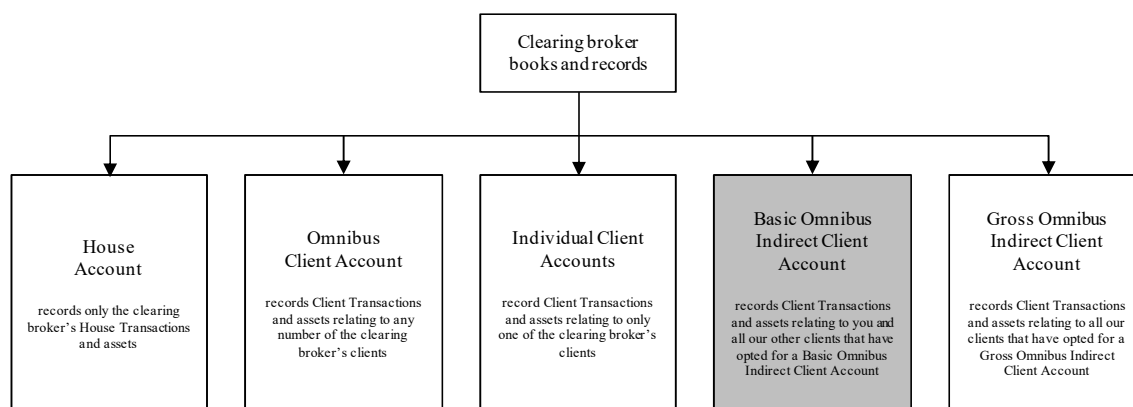 Clearing broker
books and records
House
Account
records only the clearing
broker's House Transactions
and assets
Omnibus
Client Account
records Client Transactions
and assets relating to any
number of the clearing
broker's clients
Individual Client
Accounts
record Client Transactions
and assets relating to only
one of the clearing broker's
clients
Basic Omnibus
Indirect Client
Account
records Client Transactions
and assets relating to you and
all our other clients that have
opted for a Basic Omnibus
Indirect Client Account
Gross Omnibus
Indirect Client
Account
records Client Transactions
and assets relating to all our
clients that have opted for a
Gross Omnibus Indirect
Client Account